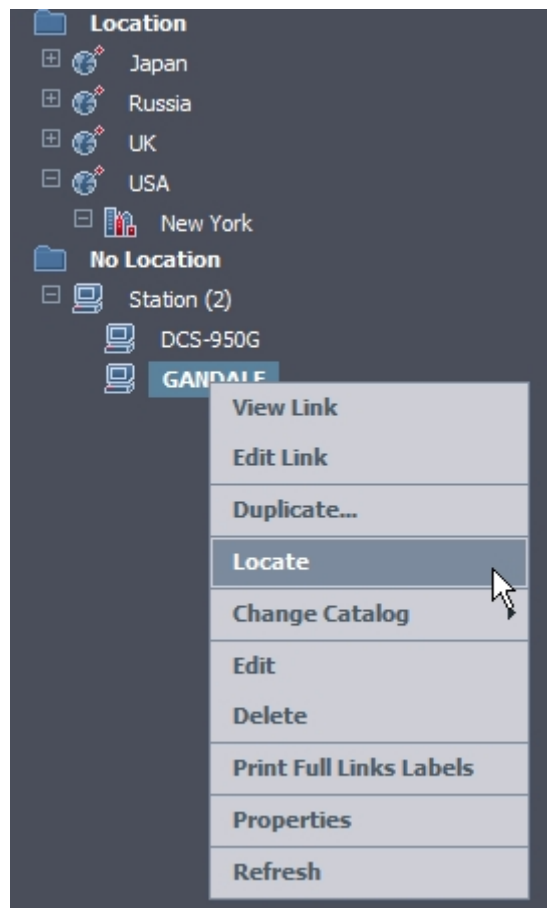 Location
Japan
Russia
UK
USA
New York
No Location
Station (2)
DCS-950G
GANDALF
View Link
Edit Link
Duplicate...
Locate
Change Catalog
Edit
Delete
Print Full Links Labels
Properties
Refresh